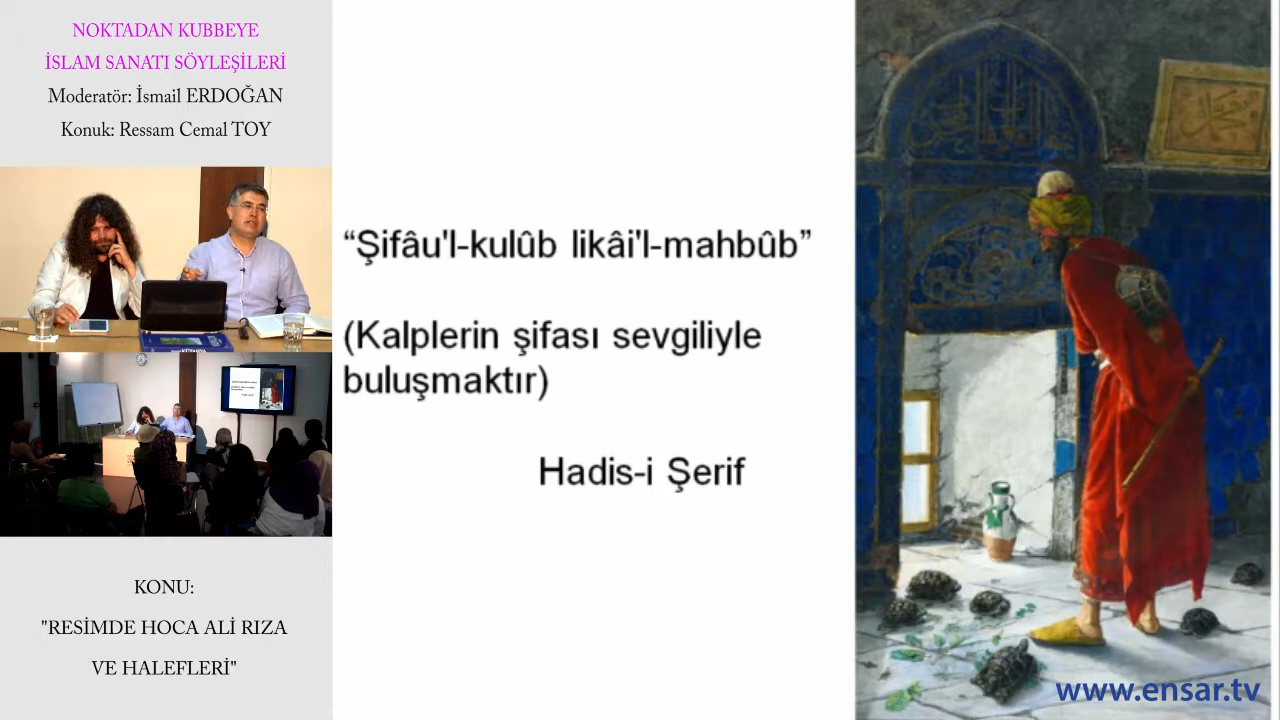 NOKTADAN KUBBEYE
İSLAM SANATI SÖYLEŞİLERİ
Moderatör: İsmail ERDOĞAN
Konuk: Ressam Cemal TOY
KONU:
"RESİMDE HOCA ALİ RIZA
VE HALEFLERİ"
“Şifâu'l-kulûb likâi'l-mahbûb”
(Kalplerin şifası sevgiliyle
buluşmaktır)
Hadis-i Şerif
www.ensar.tv